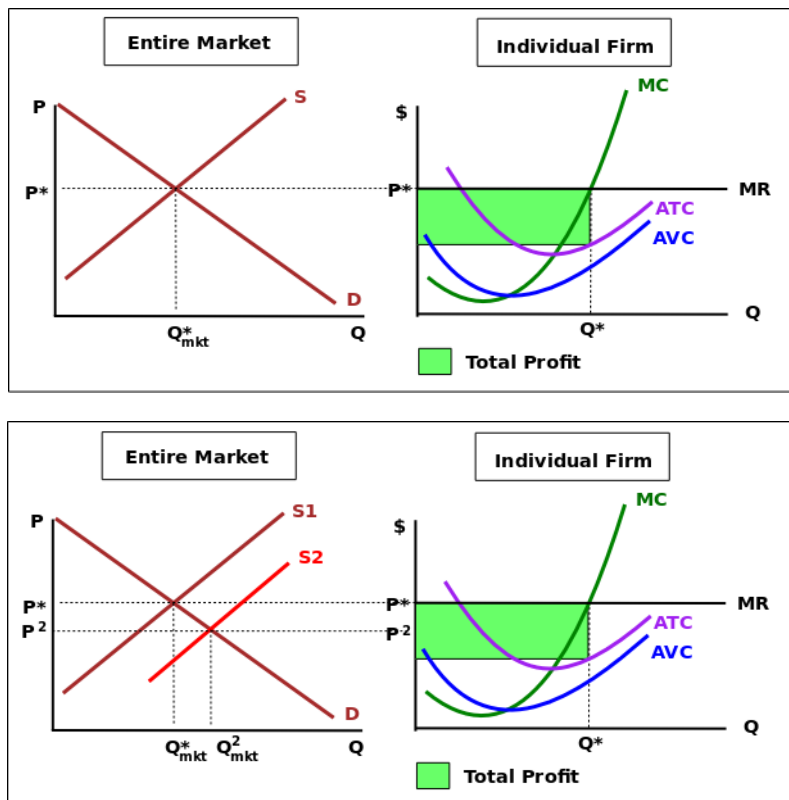 Entire Market
Individual Firm
P
S
P*
D
Q*mkt
Q
$
MC
P*
MR
ATC
AVC
Q
Q*
Total Profit
Entire Market
Individual Firm
P
S1
S2
P*
P2
D
Q*mkt
Q2mkt
Q
$
MC
P*
MR
P-2
ATC
AVC
Q
Q*
Total Profit